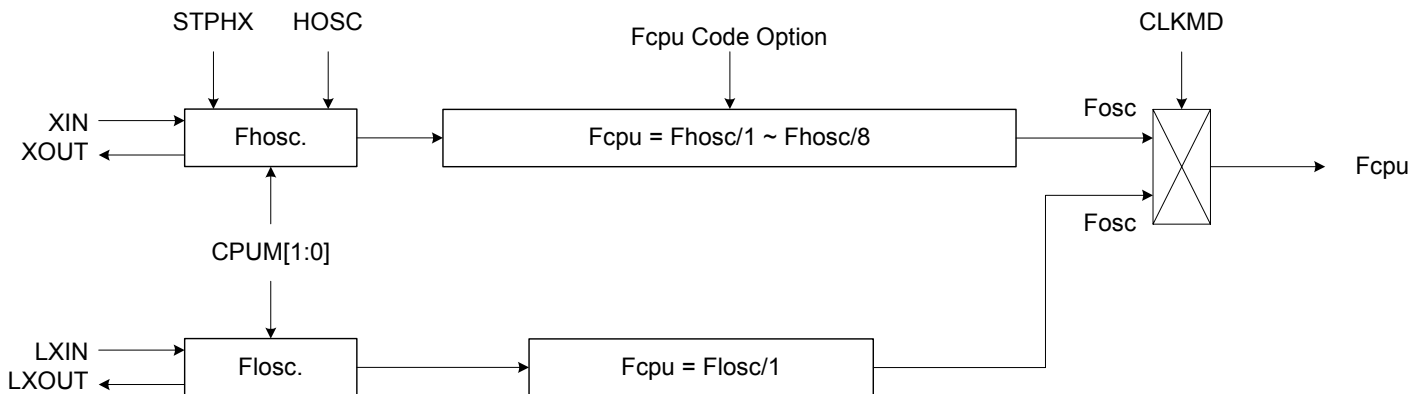 STPHX
HOSC
Fcpu Code Option
CLKMD
XIN
XOUT
Fhosc.
Fcpu = Fhosc/1 ~ Fhosc/8
Fosc
Fcpu
Fosc
CPUM[1:0]
LXIN
LXOUT
Flosc.
Fcpu = Flosc/1